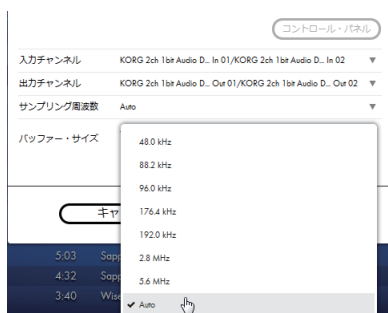 コントロール・パネル
入力チャンネル KORG 2ch 1bit Audio D... In 01/KORG 2ch 1bit Audio D... In 02
出力チャンネル KORG 2ch 1bit Audio D... Out 01/KORG 2ch 1bit Audio D... Out 02
サンプリング周波数 Auto
バッファー・サイズ
48.0 kHz
88.2 kHz
96.0 kHz
176.4 kHz
192.0 kHz
2.8 MHz
5.6 MHz
✔ Auto
キャ
5:03 Sapp
4:32 Sapp
3:40 Wise